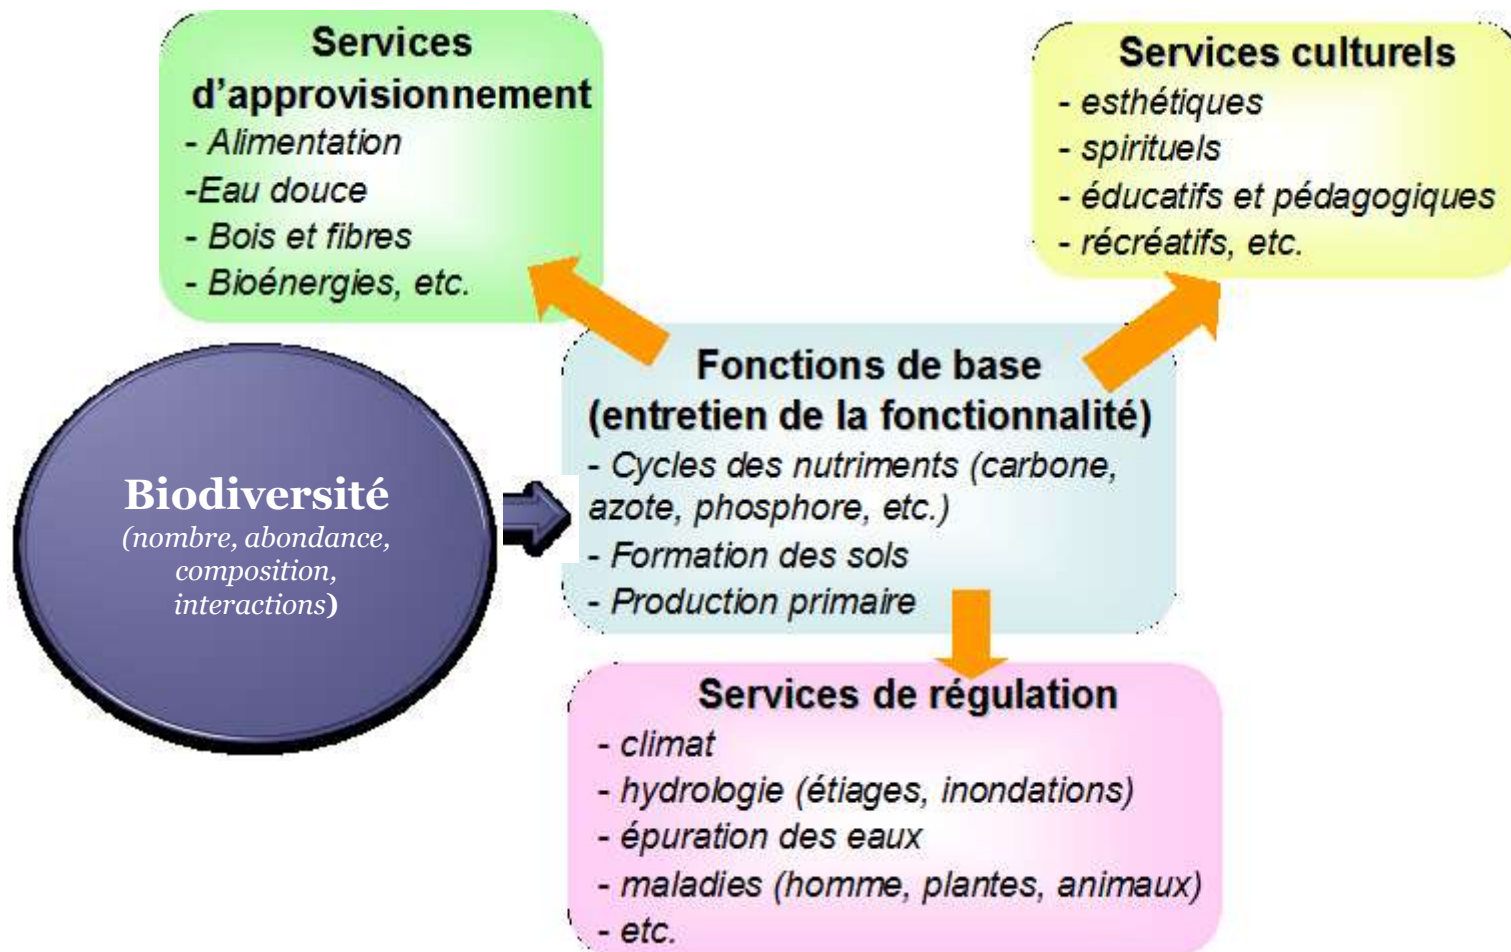 Services
d'approvisionnement
- Alimentation
-Eau douce
- Bois et fibres
- Bioénergies, etc.
Services culturels
- esthétiques
- spirituels
- éducatifs et pédagogiques
- récréatifs, etc.
Biodiversité
(nombre, abondance,
composition,
interactions)
Fonctions de base
(entretien de la fonctionnalité)
- Cycles des nutriments (carbone,
azote, phosphore, etc.)
- Formation des sols
- Production primaire
Services de régulation
- climat
- hydrologie (étiages, inondations)
- épuration des eaux
- maladies (homme, plantes, animaux)
- etc.